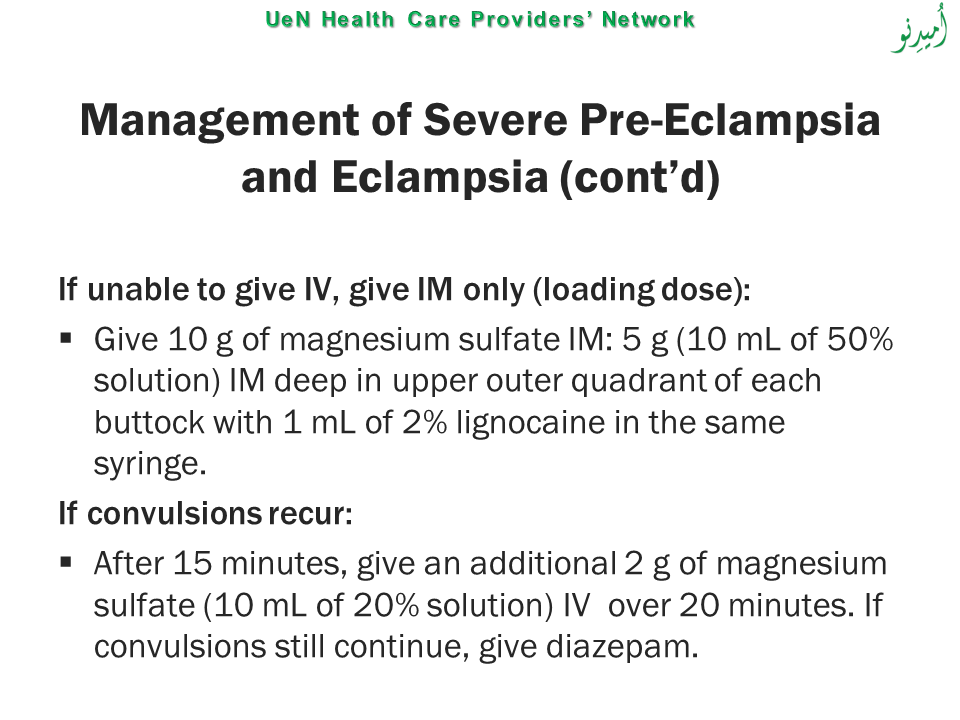 UeN Health Care Providers’ Network
اُمیدِنو
Management of Severe Pre-Eclampsia
and Eclampsia (cont’d)
If unable to give IV, give IM only (loading dose):
▪ Give 10 g of magnesium sulfate IM: 5 g (10 mL of 50%
solution) IM deep in upper outer quadrant of each
buttock with 1 mL of 2% lignocaine in the same
syringe.
If convulsions recur:
▪ After 15 minutes, give an additional 2 g of magnesium
sulfate (10 mL of 20% solution) IV  over 20 minutes. If
convulsions still continue, give diazepam.